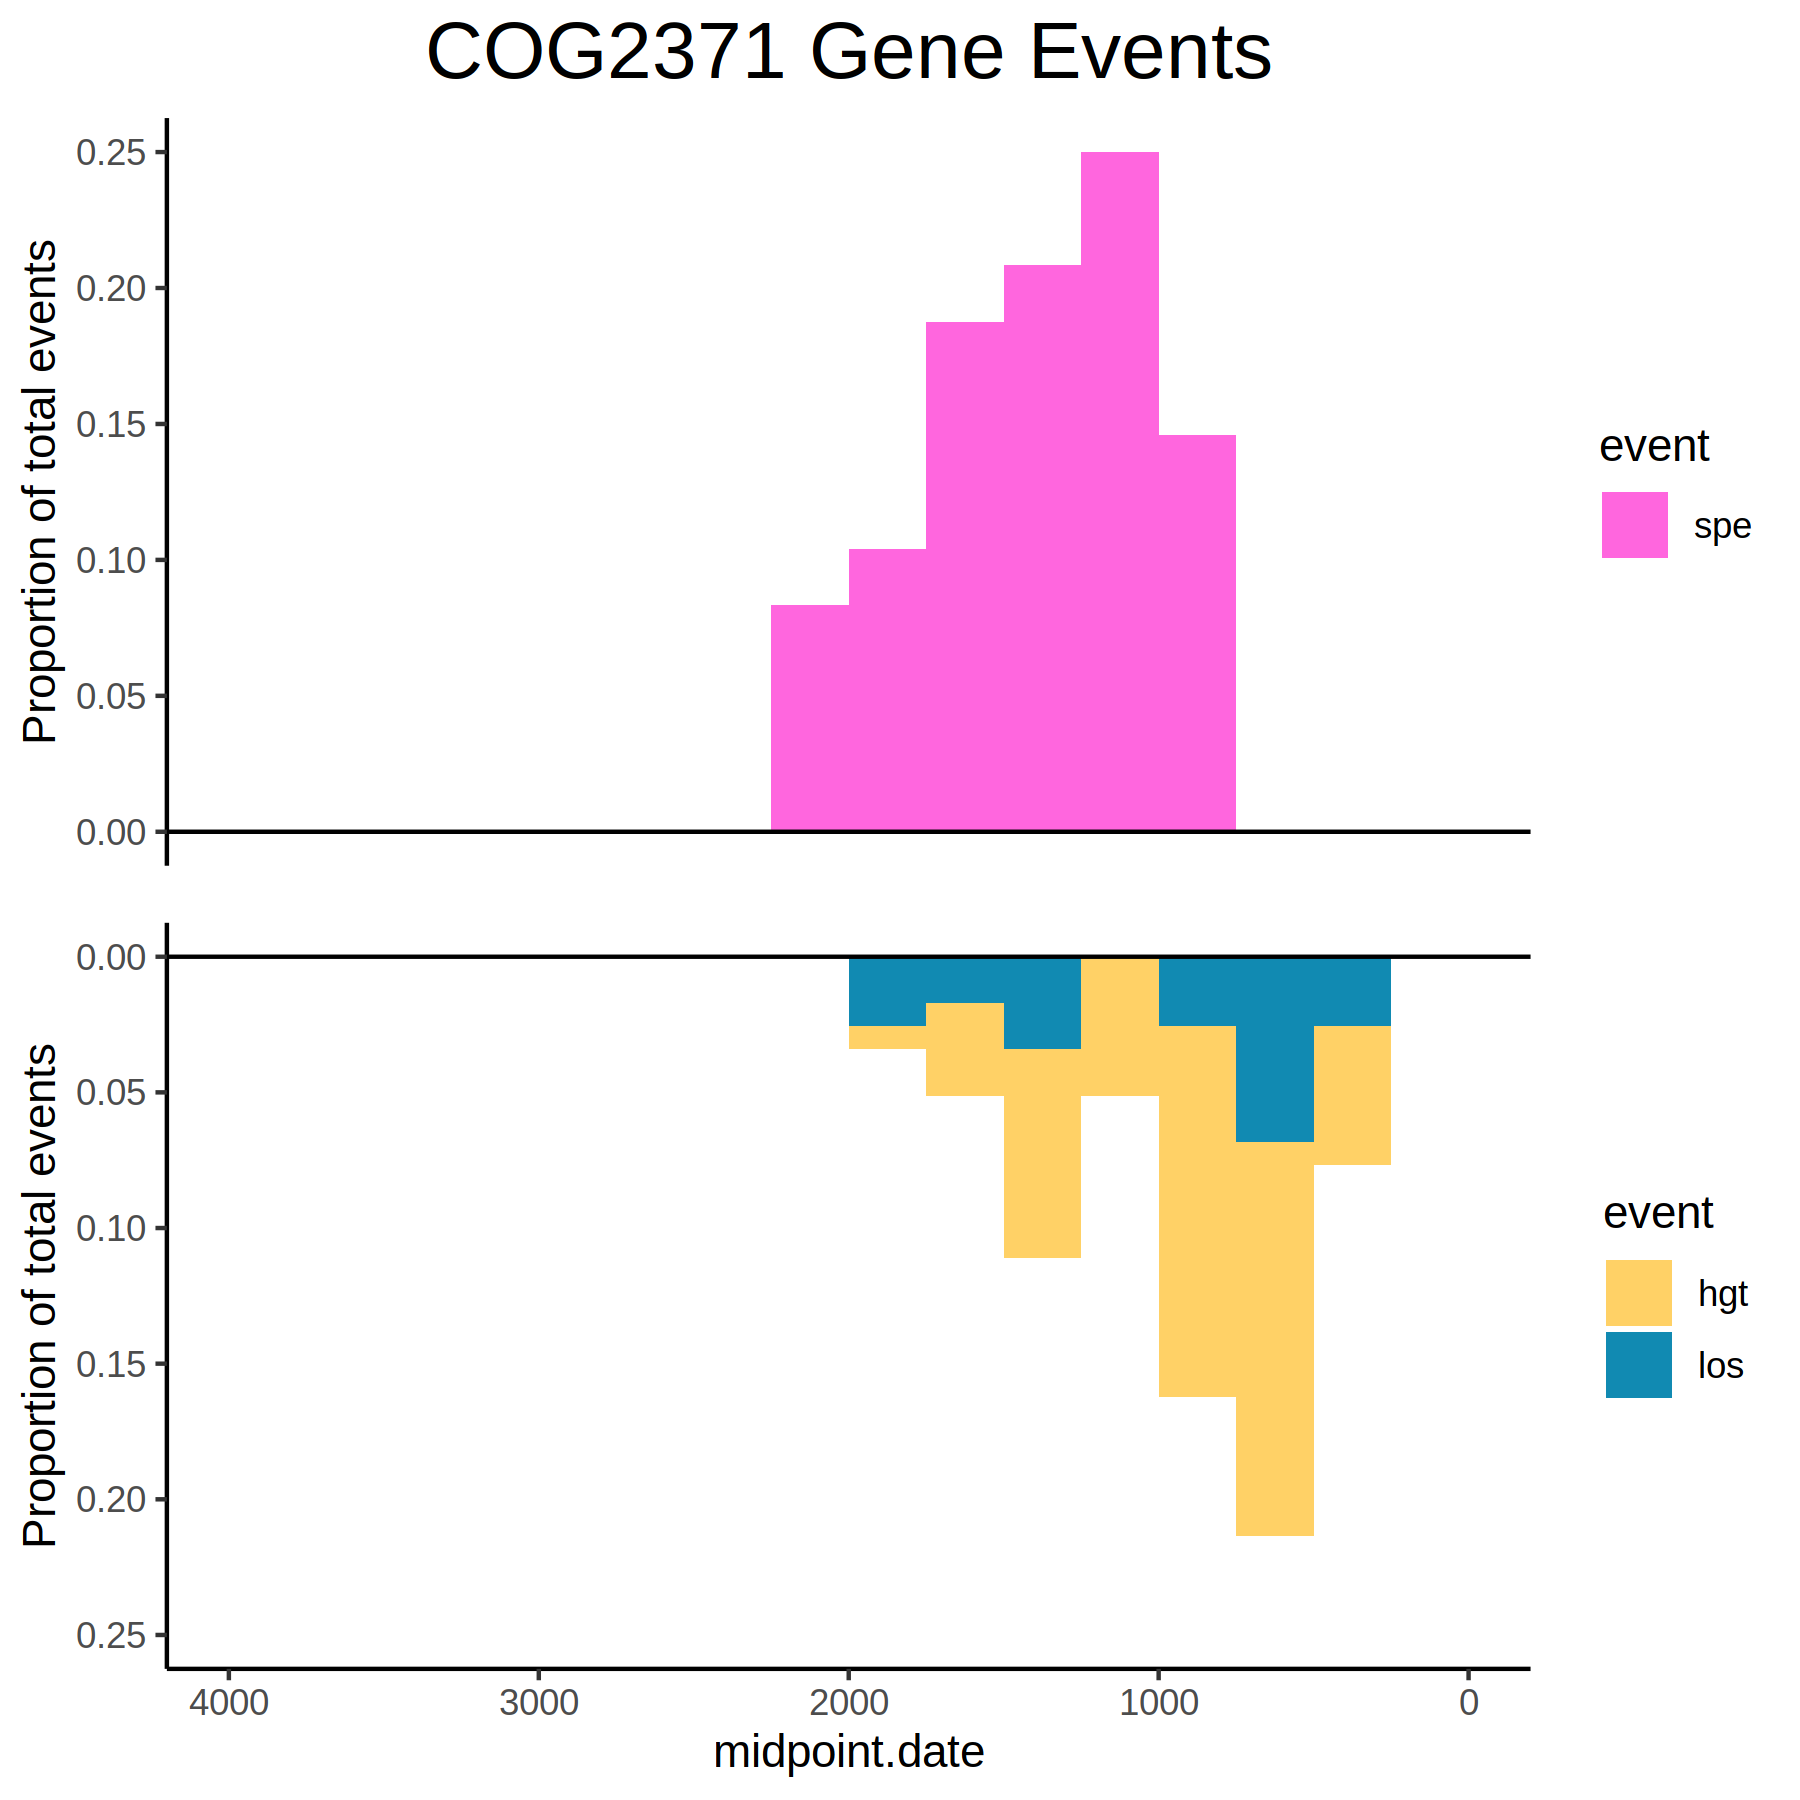 COG2371 Gene Events
Proportion of total events
0.25
0.20
0.15
0.10
0.05
0.00
event
spe
Proportion of total events
0.00
0.05
0.10
0.15
0.20
0.25
event
hgt
los
4000 3000 2000 1000 0
midpoint.date